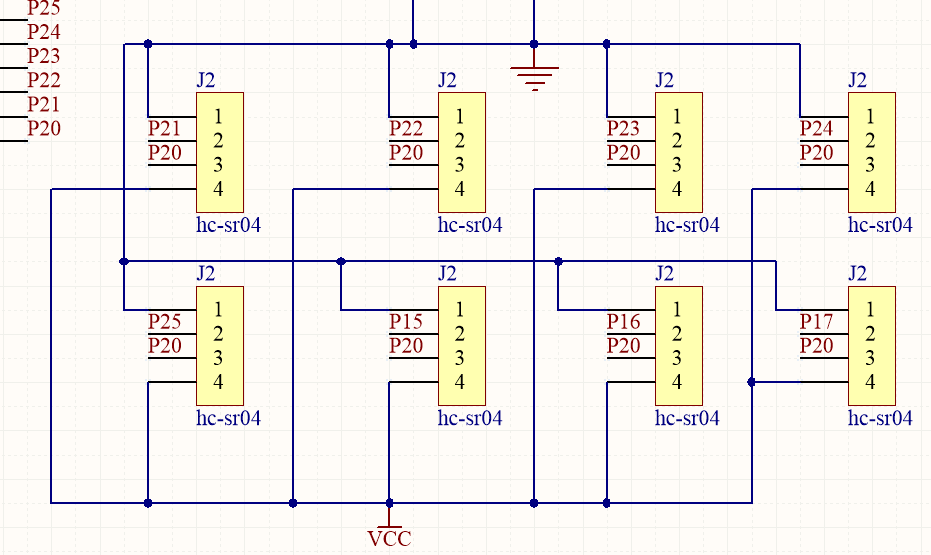 P25
P24
P23
P22
P21
P20
J2 J2 J2 J2
1 1 1 1
P21 P22 P23 P24
2 2 2 2
P20 P20 P20 P20
3 3 3 3
4 4 4 4
hc-sr04 hc-sr04 hc-sr04 hc-sr04
J2 J2 J2 J2
1 1 1 1
P25 P15 P16 P17
2 2 2 2
P20 P20 P20 P20
3 3 3 3
4 4 4 4
hc-sr04 hc-sr04 hc-sr04 hc-sr04
VCC